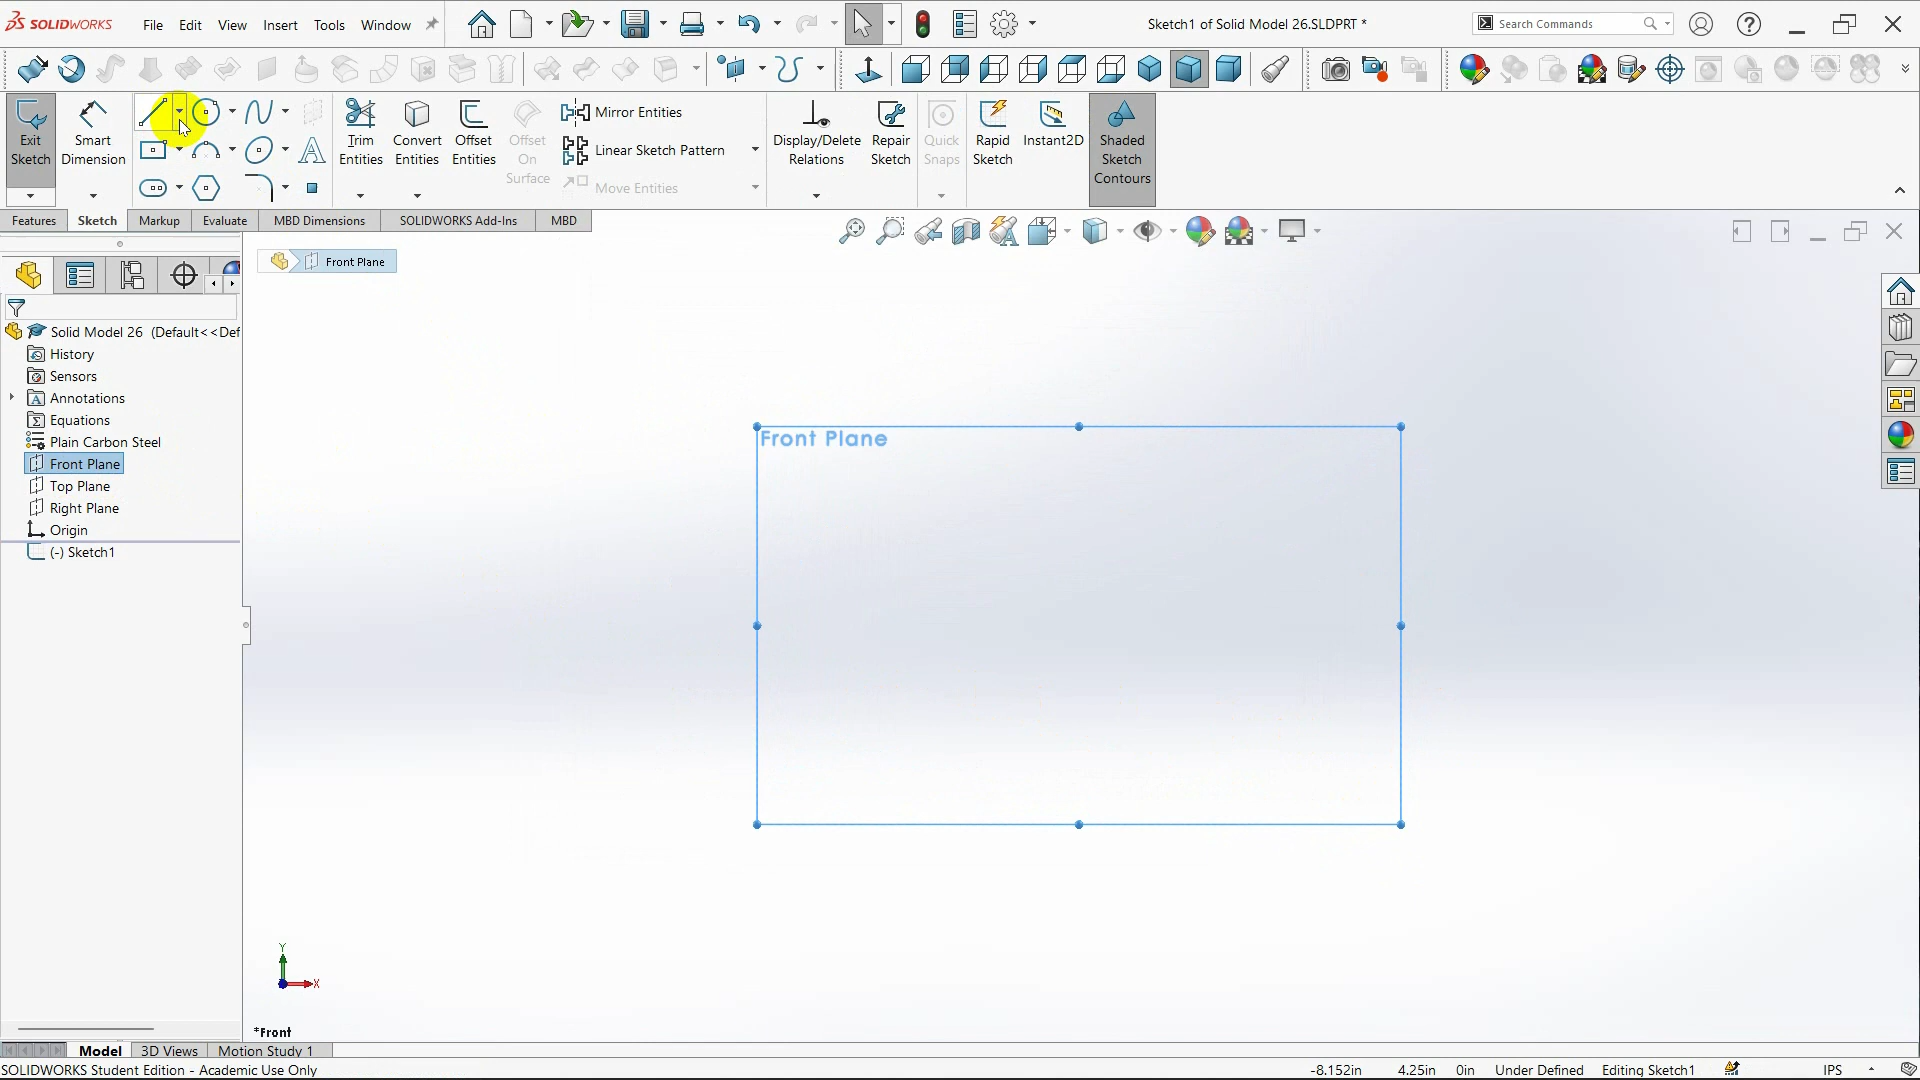 SOLIDWORKS File Edit View Insert Tools Window Sketch1 of Solid Model 26.SLDPRT * Search Commands
Exit Sketch
Smart Dimension
Trim Entities
Convert Entities
Offset Entities
Offset On Surface
Mirror Entities
Linear Sketch Pattern
Move Entities
Display/Delete Relations
Repair Sketch
Quick Snaps
Rapid Sketch
Instant2D
Shaded Sketch Contours
Features Sketch Markup Evaluate MBD Dimensions SOLIDWORKS Add-Ins MBD
Front Plane
Solid Model 26 (Default<<Def
History
Sensors
Annotations
Equations
Plain Carbon Steel
Front Plane
Top Plane
Right Plane
Origin
(-) Sketch1
Front Plane
Y
X
*Front
Model 3D Views Motion Study 1
SOLIDWORKS Student Edition - Academic Use Only -8.152in 4.25in 0in Under Defined Editing Sketch1 IPS